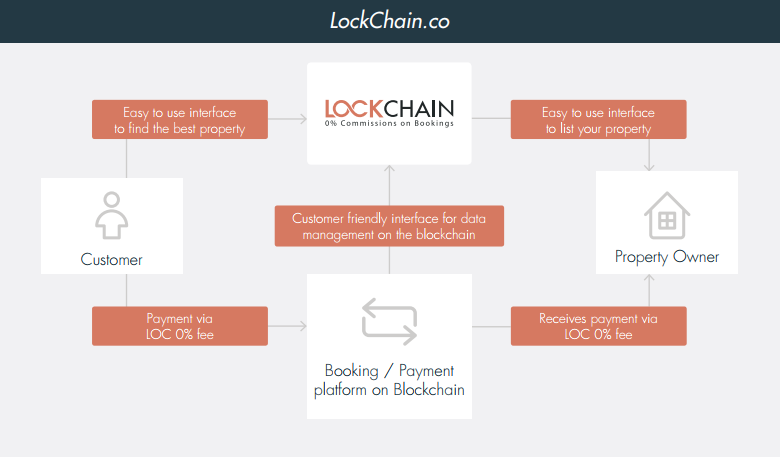 LockChain.co
Easy to use interface
to find the best property
LOCKCHAIN
0% Commissions on Bookings
Easy to use interface
to list your property
Customer
Customer friendly interface for data
management on the blockchain
Property Owner
Payment via
LOC 0% fee
Booking / Payment
platform on Blockchain
Receives payment via
LOC 0% fee